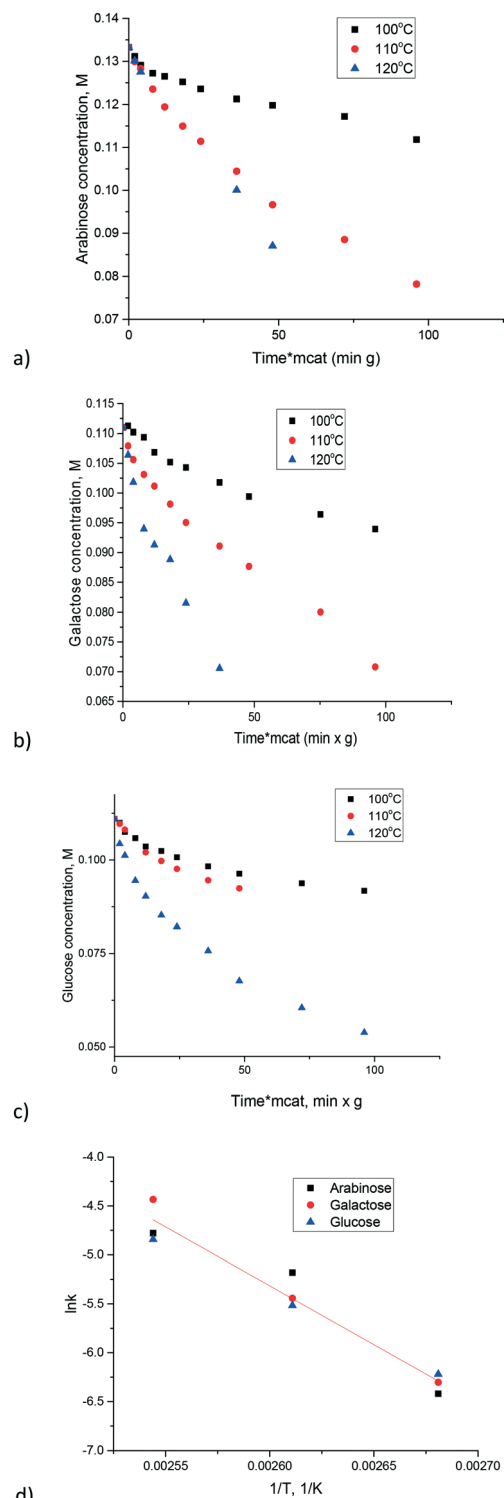 0.14
0.13
0.12
0.11
0.10
0.09
0.08
0.07
Arabinose concentration, M
100°C
110°C
120°C
0
50
100
Time*mcat (min g)
a)
0.115
0.110
0.105
0.100
0.095
0.090
0.085
0.080
0.075
0.070
0.065
Galactose concentration, M
100°C
110°C
120°C
0
50
100
Time*mcat (min x g)
b)
0.100
0.075
0.050
Glucose concentration, M
100°C
110°C
120°C
0
50
100
Time*mcat, min x g
c)
-4.0
-4.5
-5.0
-5.5
-6.0
-6.5
-7.0
lnk
Arabinose
Galactose
Glucose
0.00255
0.00260
0.00265
0.00270
1/T, 1/K
d)